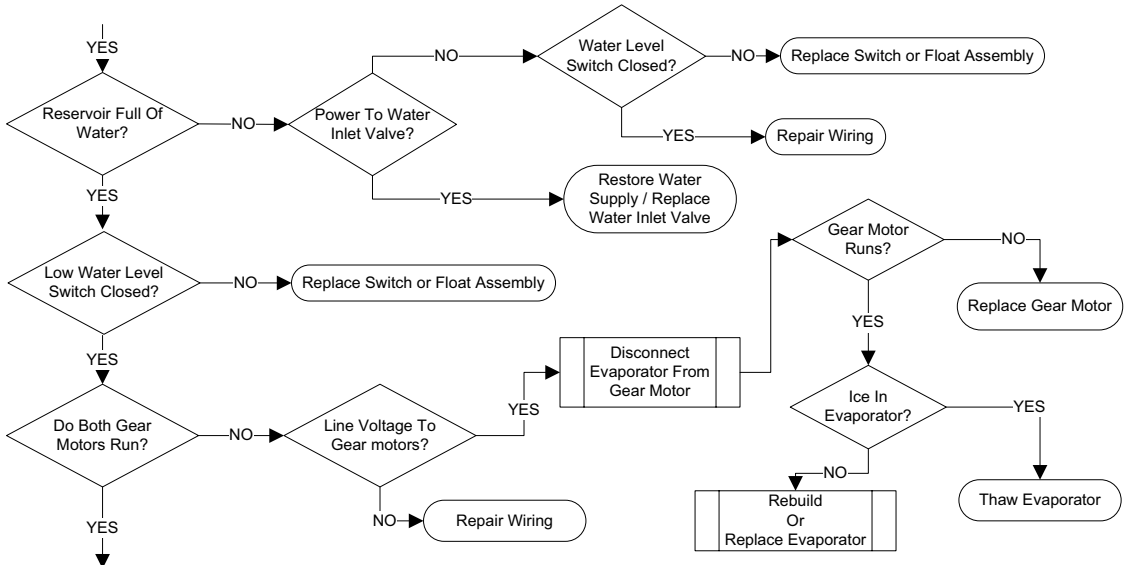 YES
Reservoir Full Of
Water?
NO
Power To Water
Inlet Valve?
NO
Water Level
Switch Closed?
NO
Replace Switch or Float Assembly
YES
Repair Wiring
YES
Restore Water
Supply / Replace
Water Inlet Valve
YES
Low Water Level
Switch Closed?
NO
Replace Switch or Float Assembly
YES
Do Both Gear
Motors Run?
NO
Line Voltage To
Gear motors?
NO
Repair Wiring
YES
Disconnect
Evaporator From
Gear Motor
Gear Motor
Runs?
NO
Replace Gear Motor
YES
Ice In
Evaporator?
YES
Thaw Evaporator
NO
Rebuild
Or
Replace Evaporator
YES